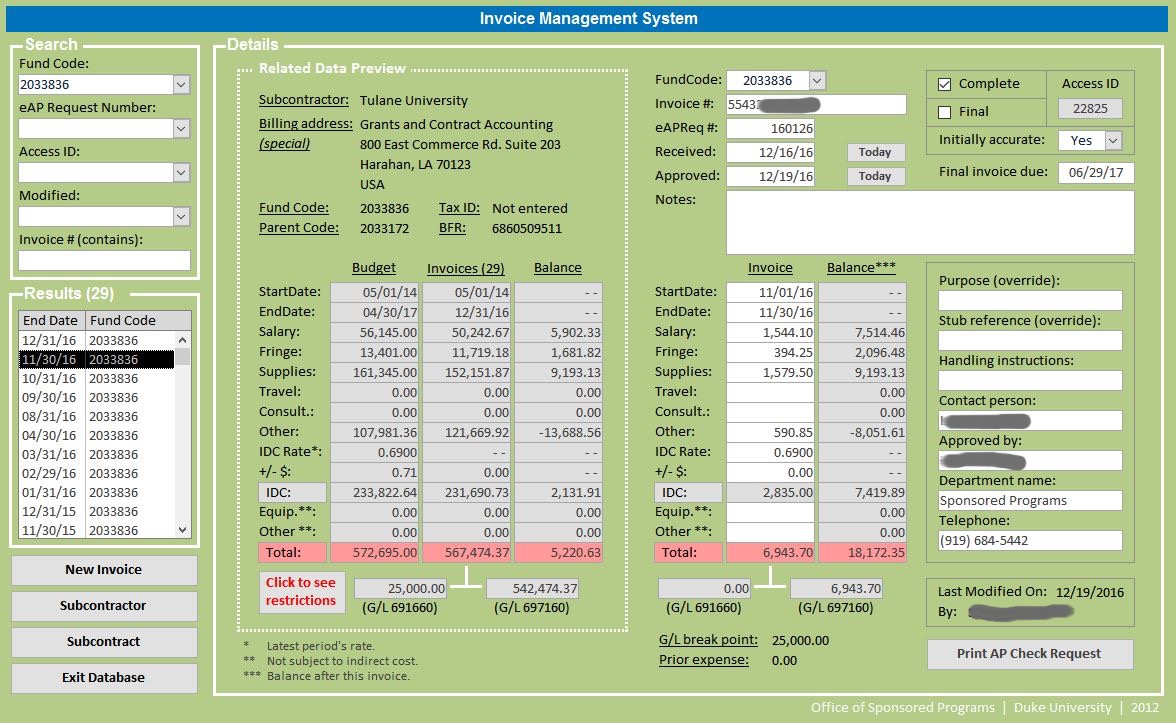 Invoice Management System
Search
Fund Code:
2033836
eAP Request Number:
Access ID:
Modified:
Invoice # (contains):
Results (29)
End Date Fund Code
12/31/16 2033836
11/30/16 2033836
10/31/16 2033836
09/30/16 2033836
08/31/16 2033836
04/30/16 2033836
03/31/16 2033836
02/29/16 2033836
01/31/16 2033836
12/31/15 2033836
11/30/15 2033836
New Invoice
Subcontractor
Subcontract
Exit Database
Details
Related Data Preview
Subcontractor: Tulane University
Billing address: Grants and Contract Accounting
(special) 800 East Commerce Rd. Suite 203
Harahan, LA 70123
USA
Fund Code: 2033836 Tax ID: Not entered
Parent Code: 2033172 BFR: 6860509511
Budget Invoices (29) Balance
StartDate: 05/01/14 05/01/14 - -
EndDate: 04/30/17 12/31/16 - -
Salary: 56,145.00 50,242.67 5,902.33
Fringe: 13,401.00 11,719.18 1,681.82
Supplies: 161,345.00 152,151.87 9,193.13
Travel: 0.00 0.00 0.00
Consult.: 0.00 0.00 0.00
Other: 107,981.36 121,669.92 -13,688.56
IDC Rate*: 0.6900 - - - -
+/- $: 0.71 0.00 - -
IDC: 233,822.64 231,690.73 2,131.91
Equip.**: 0.00 0.00 0.00
Other **: 0.00 0.00 0.00
Total: 572,695.00 567,474.37 5,220.63
Click to see
restrictions
25,000.00 542,474.37
(G/L 691660) (G/L 697160)
* Latest period's rate.
** Not subject to indirect cost.
*** Balance after this invoice.
FundCode: 2033836
Invoice #: 5543
eAPReq #: 160126
Received: 12/16/16 Today
Approved: 12/19/16 Today
Notes:
Complete
Final
Access ID
22825
Initially accurate: Yes
Final invoice due: 06/29/17
Invoice Balance***
StartDate: 11/01/16 - -
EndDate: 11/30/16 - -
Salary: 1,544.10 7,514.46
Fringe: 394.25 2,096.48
Supplies: 1,579.50 9,193.13
Travel: 0.00
Consult.: 0.00
Other: 590.85 -8,051.61
IDC Rate: 0.6900 - -
+/- $: 0.00 - -
IDC: 2,835.00 7,419.89
Equip.**: 0.00
Other **: 0.00
Total: 6,943.70 18,172.35
0.00 6,943.70
(G/L 691660) (G/L 697160)
G/L break point: 25,000.00
Prior expense: 0.00
Purpose (override):
Stub reference (override):
Handling instructions:
Contact person:
Approved by:
Department name:
Sponsored Programs
Telephone:
(919) 684-5442
Last Modified On: 12/19/2016
By:
Print AP Check Request
Office of Sponsored Programs | Duke University | 2012